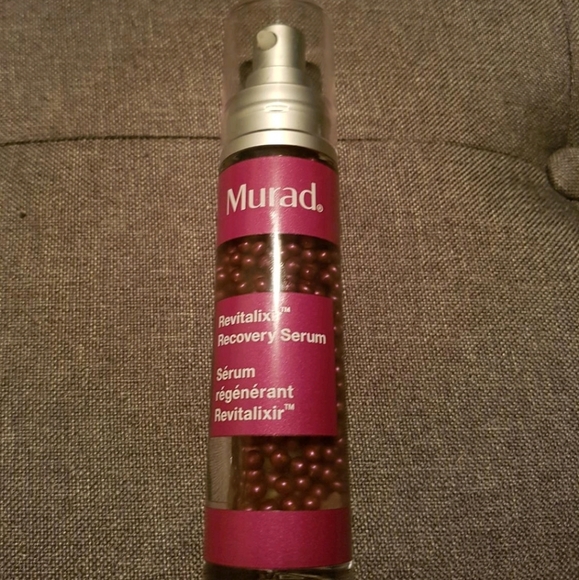 Murad®
Revitalixir™
Recovery Serum
Sérum
régénérant
Revitalixir™